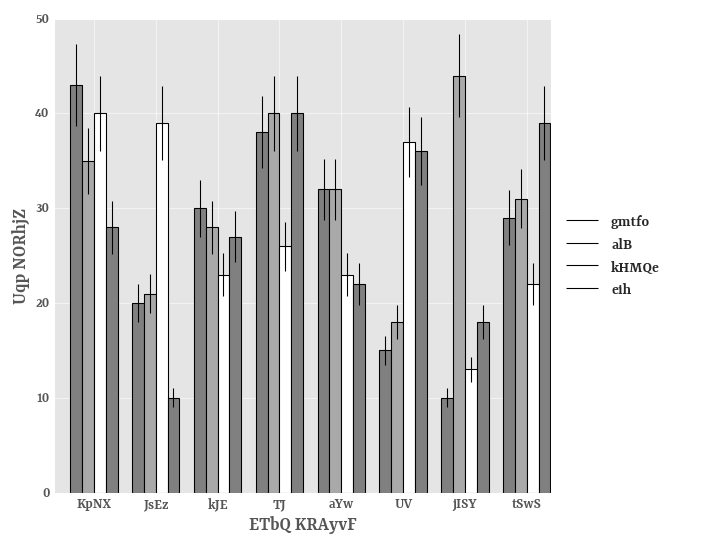 50
40
30
20
10
0
Uqp NORhjZ
KpNX JsEz kJE TJ aYw UV jISY tSwS
ETbQ KRAyvF
gmtfo
alB
kHMQe
eih